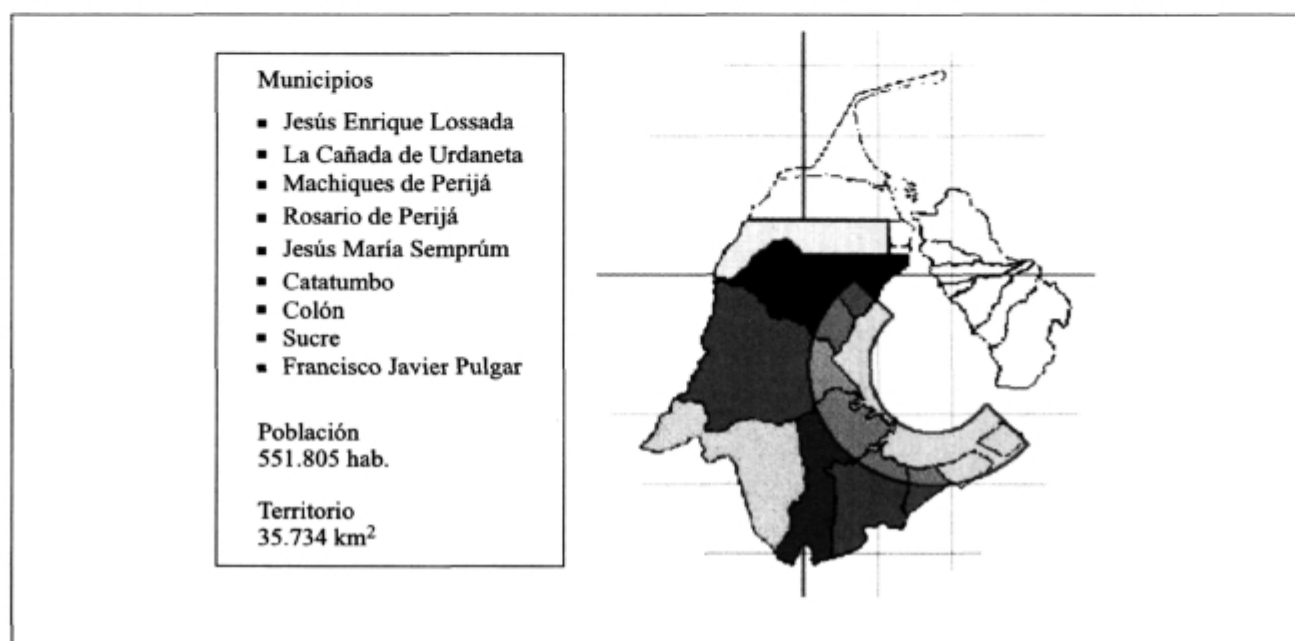 Municipios
▪ Jesús Enrique Lossada
▪ La Cañada de Urdaneta
▪ Machiques de Perijá
▪ Rosario de Perijá
▪ Jesús María Semprúm
▪ Catatumbo
▪ Colón
▪ Sucre
▪ Francisco Javier Pulgar
Población
551.805 hab.
Territorio
35.734 km²